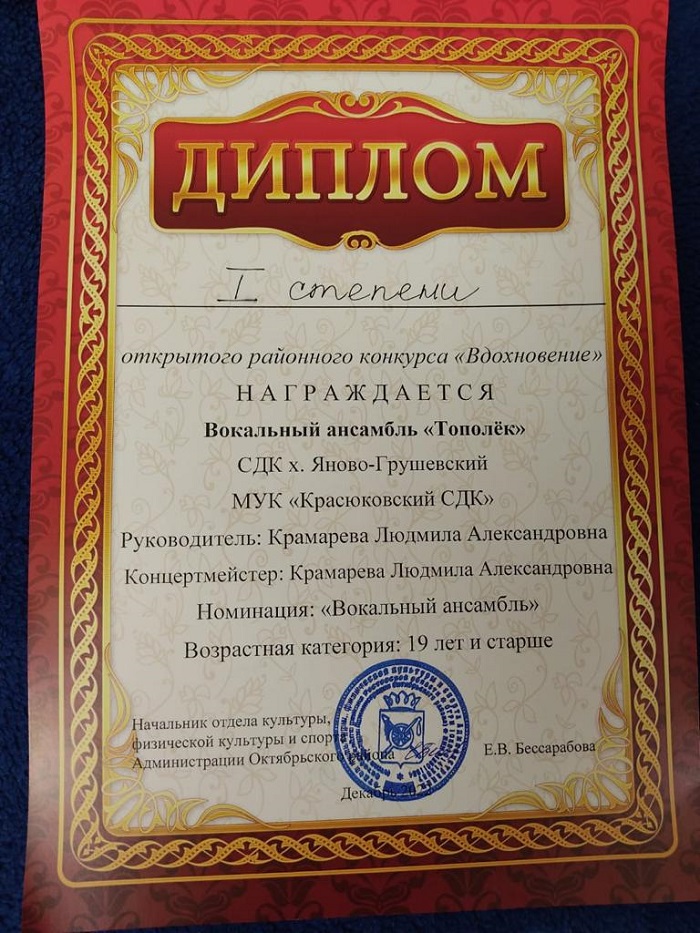 ДИПЛОМ
I степени
открытого районного конкурса «Вдохновение»
НАГРАЖДАЕТСЯ
Вокальный ансамбль «Тополёк»
СДК х. Яново-Грушевский
МУК «Красюковский СДК»
Руководитель: Крамарева Людмила Александровна
Концертмейстер: Крамарева Людмила Александровна
Номинация: «Вокальный ансамбль»
Возрастная категория: 19 лет и старше
Начальник отдела культуры,
физической культуры и спорта
Администрации Октябрьского района
Е.В. Бессарабова
Декабрь